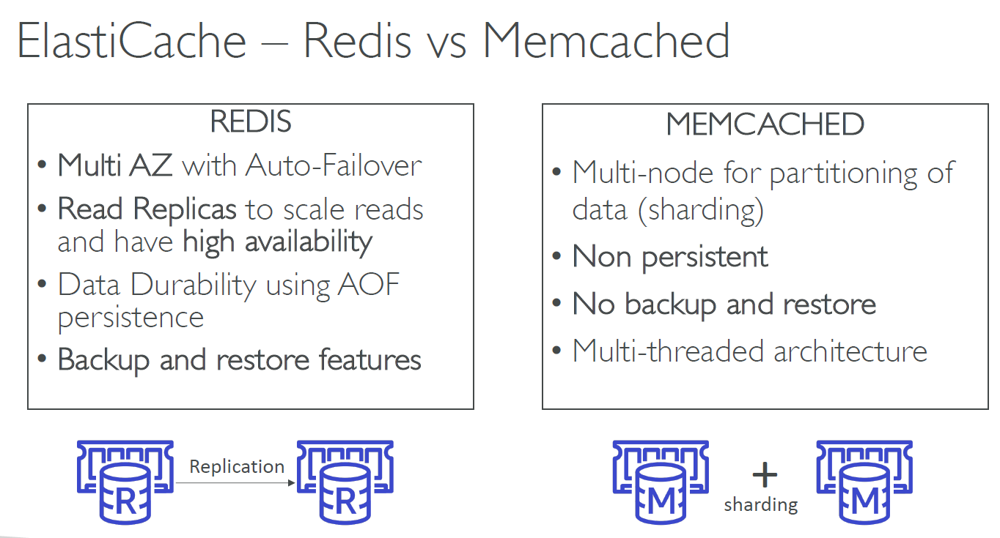 ElastiCache – Redis vs Memcached
REDIS
• Multi AZ with Auto-Failover
• Read Replicas to scale reads
and have high availability
• Data Durability using AOF
persistence
• Backup and restore features
MEMCACHED
• Multi-node for partitioning of
data (sharding)
• Non persistent
• No backup and restore
• Multi-threaded architecture
R
Replication
R
M
+
sharding
M